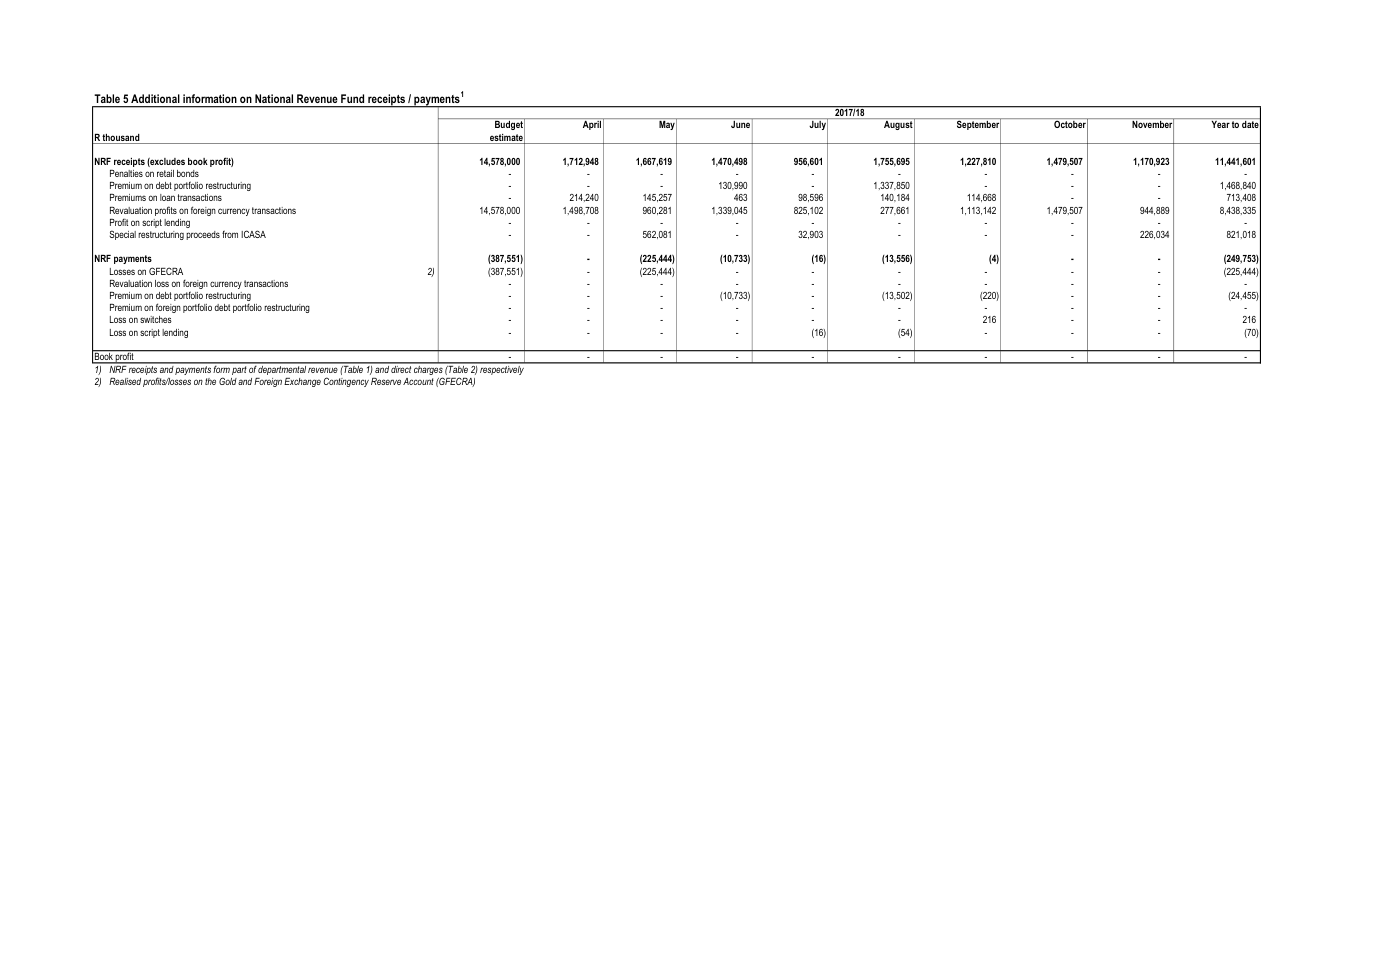 Table 5 Additional information on National Revenue Fund receipts / payments1
2017/18
Budget April May June July August September October November Year to date
R thousand estimate
NRF receipts (excludes book profit) 14,578,000 1,712,948 1,667,619 1,470,498 956,601 1,755,695 1,227,810 1,479,507 1,170,923 11,441,601
Penalties on retail bonds - - - - - - - - - -
Premium on debt portfolio restructuring - - - 130,990 - 1,337,850 - - - 1,468,840
Premiums on loan transactions - 214,240 145,257 463 98,596 140,184 114,668 - - 713,408
Revaluation profits on foreign currency transactions 14,578,000 1,498,708 960,281 1,339,045 825,102 277,661 1,113,142 1,479,507 944,889 8,438,335
Profit on script lending - - - - - - - - - -
Special restructuring proceeds from ICASA - - 562,081 - 32,903 - - - 226,034 821,018
NRF payments (387,551) - (225,444) (10,733) (16) (13,556) (4) - - (249,753)
Losses on GFECRA 2) (387,551) - (225,444) - - - - - - (225,444)
Revaluation loss on foreign currency transactions - - - - - - - - - -
Premium on debt portfolio restructuring - - - (10,733) - (13,502) (220) - - (24,455)
Premium on foreign portfolio debt portfolio restructuring - - - - - - - - - -
Loss on switches - - - - - - 216 - - 216
Loss on script lending - - - - (16) (54) - - - (70)
Book profit - - - - - - - - - -
1) NRF receipts and payments form part of departmental revenue (Table 1) and direct charges (Table 2) respectively
2) Realised profits/losses on the Gold and Foreign Exchange Contingency Reserve Account (GFECRA)